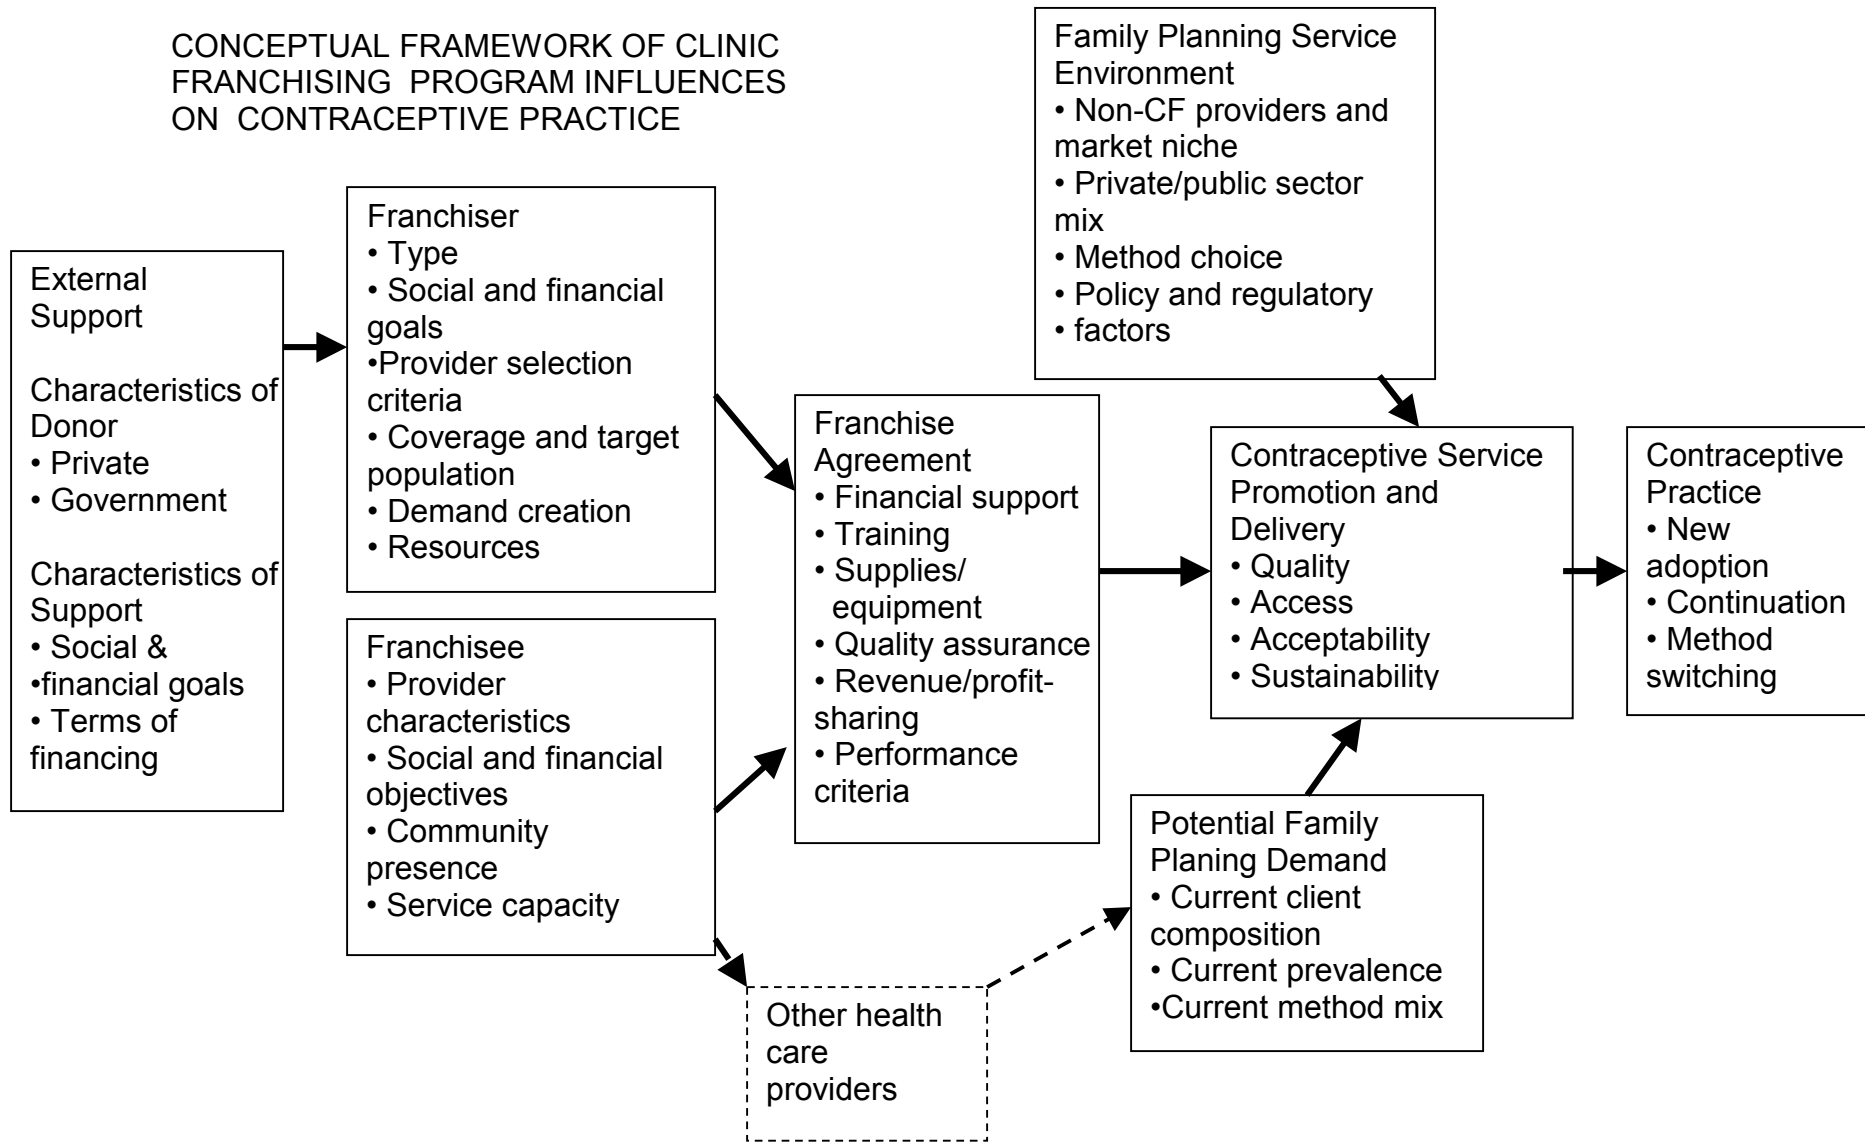 CONCEPTUAL FRAMEWORK OF CLINIC
FRANCHISING PROGRAM INFLUENCES
ON CONTRACEPTIVE PRACTICE
External
Support
Characteristics of
Donor
• Private
• Government
Characteristics of
Support
• Social &
•financial goals
• Terms of
financing
Franchiser
• Type
• Social and financial
goals
•Provider selection
criteria
• Coverage and target
population
• Demand creation
• Resources
Franchisee
• Provider
characteristics
• Social and financial
objectives
• Community
presence
• Service capacity
Franchise
Agreement
• Financial support
• Training
• Supplies/
equipment
• Quality assurance
• Revenue/profit-
sharing
• Performance
criteria
Other health
care
providers
Family Planning Service
Environment
• Non-CF providers and
market niche
• Private/public sector
mix
• Method choice
• Policy and regulatory
• factors
Contraceptive Service
Promotion and
Delivery
• Quality
• Access
• Acceptability
• Sustainability
Potential Family
Planing Demand
• Current client
composition
• Current prevalence
•Current method mix
Contraceptive
Practice
• New
adoption
• Continuation
• Method
switching